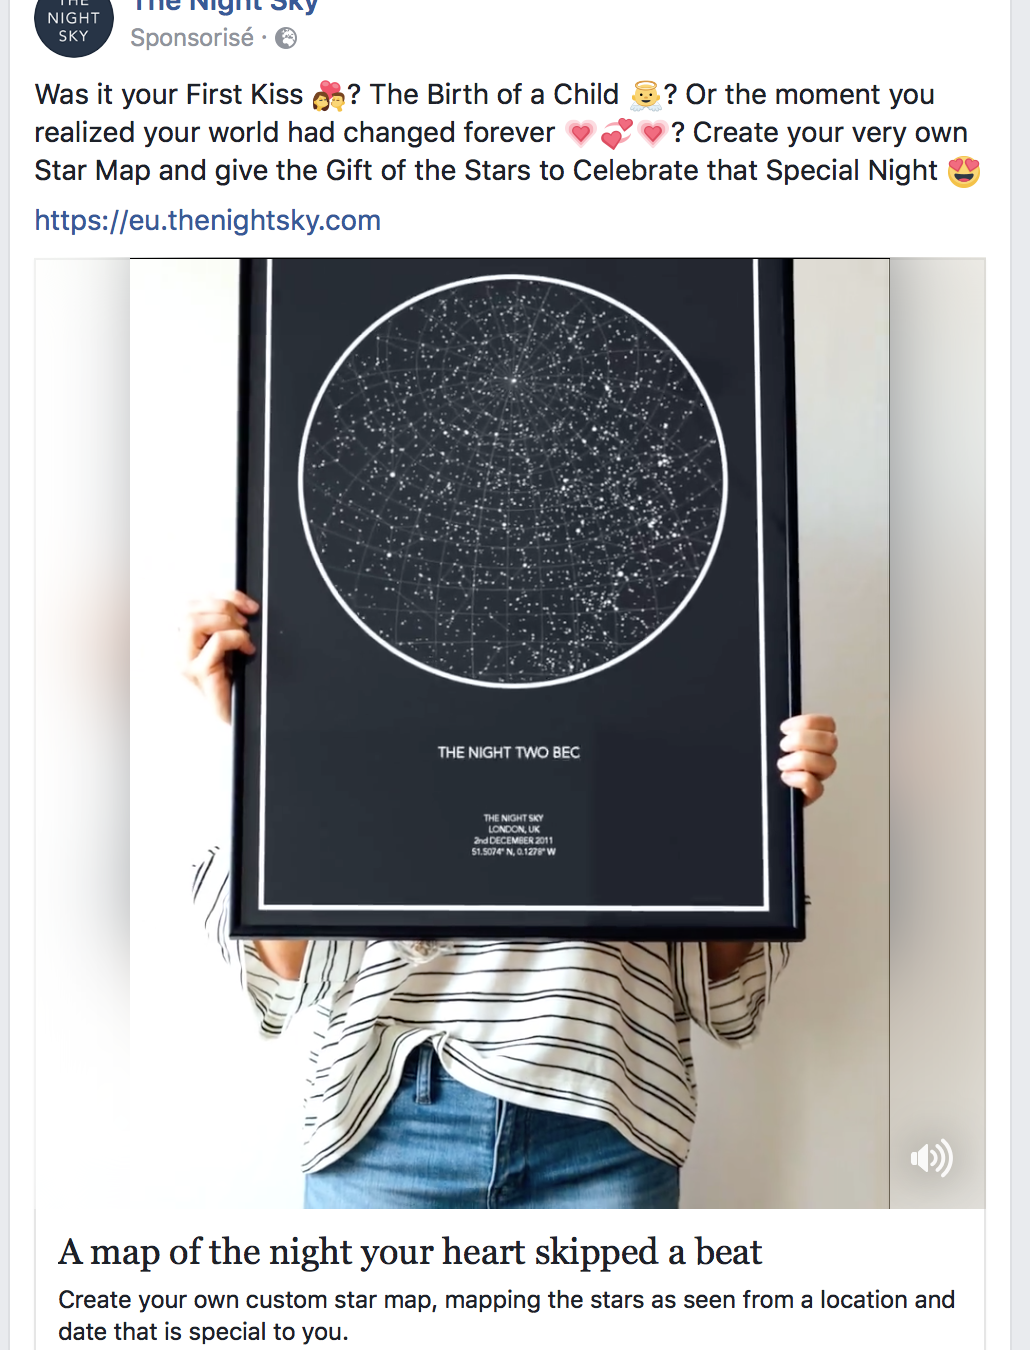 THE
NIGHT
SKY
The Night Sky
Sponsorisé ·
Was it your First Kiss 💏? The Birth of a Child 👼? Or the moment you
realized your world had changed forever 💗💞💗? Create your very own
Star Map and give the Gift of the Stars to Celebrate that Special Night 😍
https://eu.thenightsky.com
THE NIGHT TWO BEC
THE NIGHT SKY
LONDON, UK
2nd DECEMBER 2011
51.5074° N, 0.1278° W
A map of the night your heart skipped a beat
Create your own custom star map, mapping the stars as seen from a location and
date that is special to you.